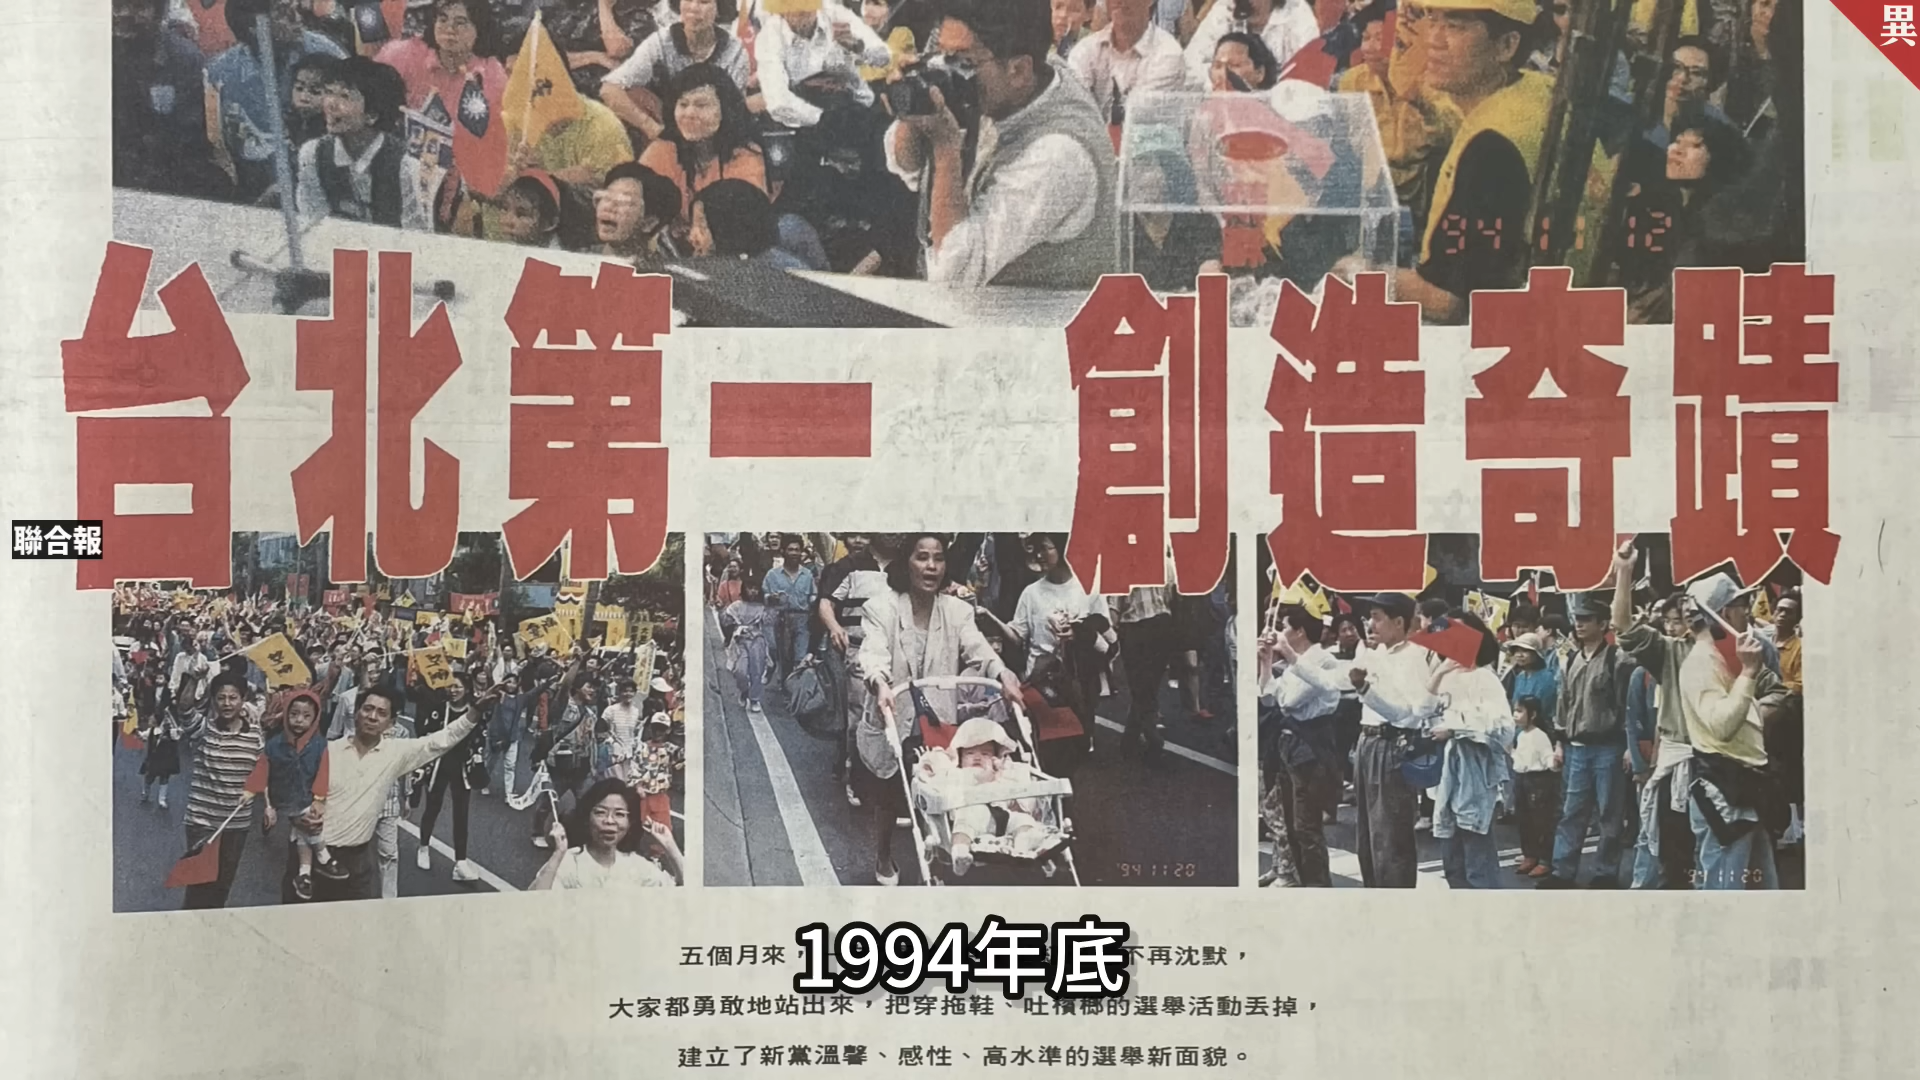 異
'94 11 12
台北第一 創造奇蹟
聯合報
新黨
'94 11 20
'94 11 20
1994年底
五個月來， 不再沈默，
大家都勇敢地站出來，把穿拖鞋、吐檳榔的選舉活動丟掉，
建立了新黨溫馨、感性、高水準的選舉新面貌。